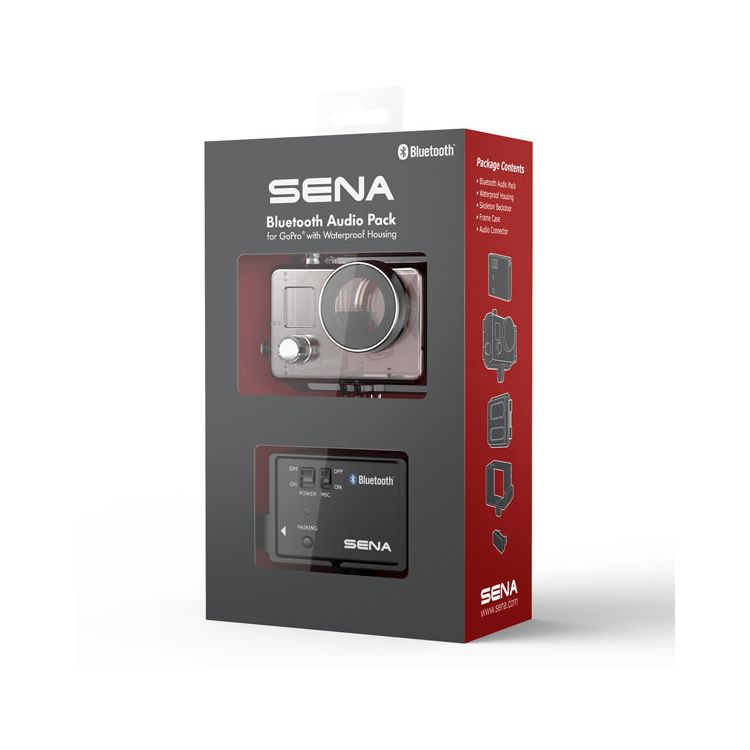 Bluetooth®
SENA
Bluetooth Audio Pack
for GoPro® with Waterproof Housing
OFF
OFF
ON
ON
POWER
MIC
Bluetooth®
PAIRING
SENA
Package Contents
• Bluetooth Audio Pack
• Waterproof Housing
• Skeleton Backdoor
• Frame Case
• Audio Connector
SENA
www.sena.com